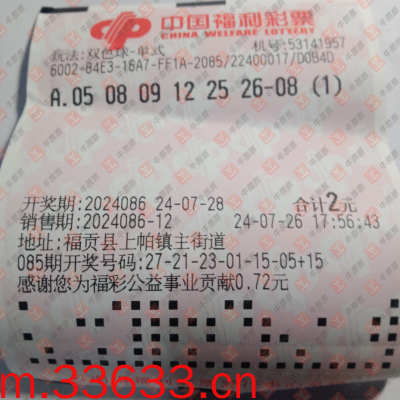 中国福利彩票
CHINA WELFARE LOTTERY
玩法:双色球-单式 机号:53141957
6002-84E3-16A7-FF1A-2085/22400017/D0B4D
A.05 08 09 12 25 26-08 (1)
开奖期:2024086 24-07-28 合计2元
销售期:2024086-12 24-07-26 17:56:43
地址:福贡县上帕镇主街道
085期开奖号码:27-21-23-01-15-05+15
感谢您为福彩公益事业贡献0.72元
m.33633.cn